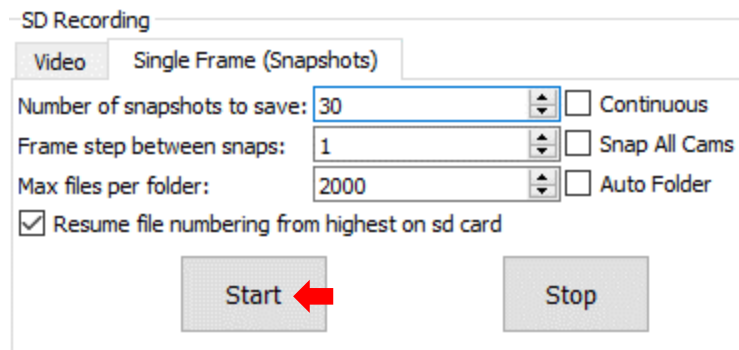 SD Recording
Video Single Frame (Snapshots)
Number of snapshots to save: 30 Continuous
Frame step between snaps: 1 Snap All Cams
Max files per folder: 2000 Auto Folder
Resume file numbering from highest on sd card
Start Stop